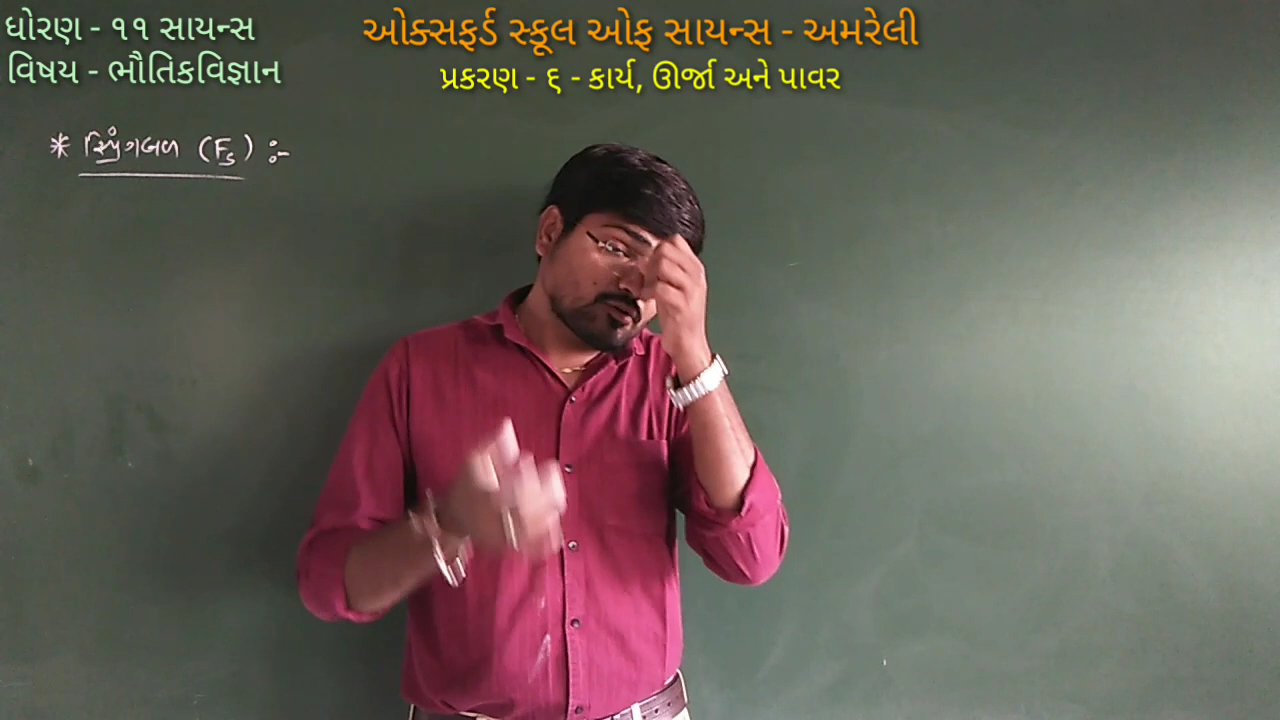 ધોરણ - ૧૧ સાયન્સ
વિષય - ભૌતિકવિજ્ઞાન
ઓક્સફર્ડ સ્કૂલ ઓફ સાયન્સ - અમરેલી
પ્રકરણ - ૬ - કાર્ય, ઊર્જા અને પાવર
* સ્પ્રિંગબળ (Fs) :-